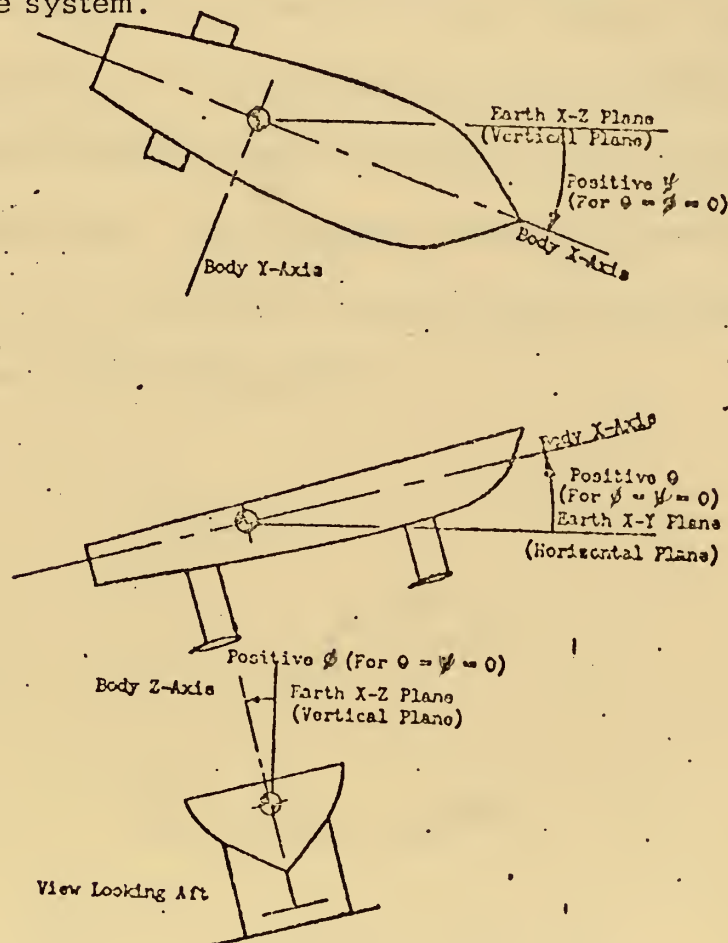 e system.
Earth X-Z Plane
(Vertical Plane)
Positive ψ
(For θ = φ = 0)
Body X-Axis
Body Y-Axis
Body X-Axis
Positive θ
(For φ = ψ = 0)
Earth X-Y Plane
(Horizontal Plane)
Positive φ (For θ = ψ = 0)
Body Z-Axis
Earth X-Z Plane
(Vertical Plane)
View Looking Aft